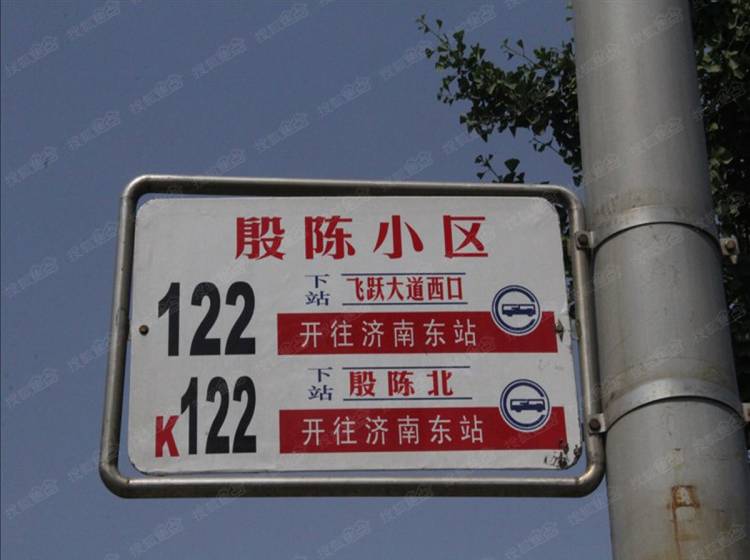 殷陈小区
122
下站 飞跃大道西口
开往济南东站
K122
下站 殷陈北
开往济南东站